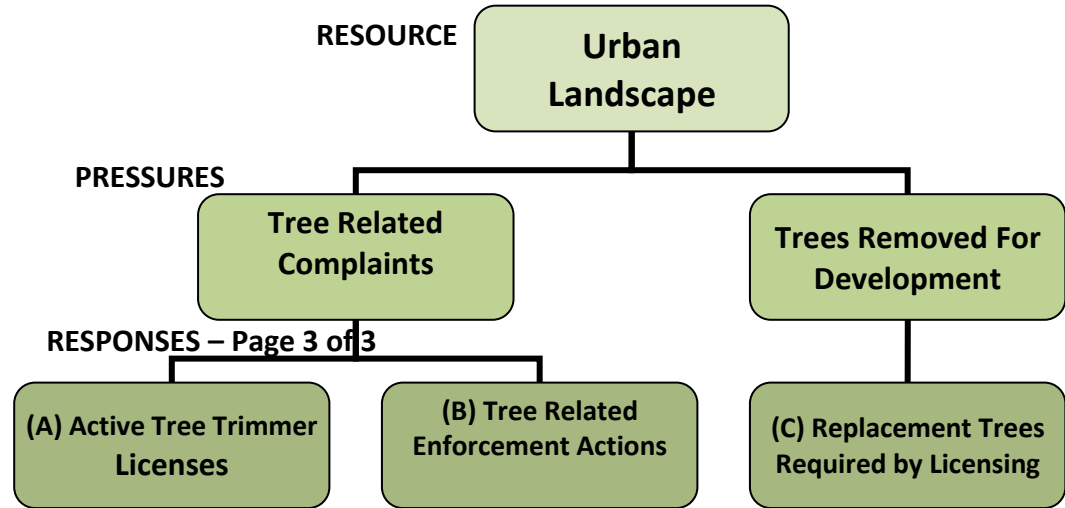 RESOURCE
Urban
Landscape
PRESSURES
Tree Related
Complaints
Trees Removed For
Development
RESPONSES – Page 3 of 3
(A) Active Tree Trimmer
Licenses
(B) Tree Related
Enforcement Actions
(C) Replacement Trees
Required by Licensing